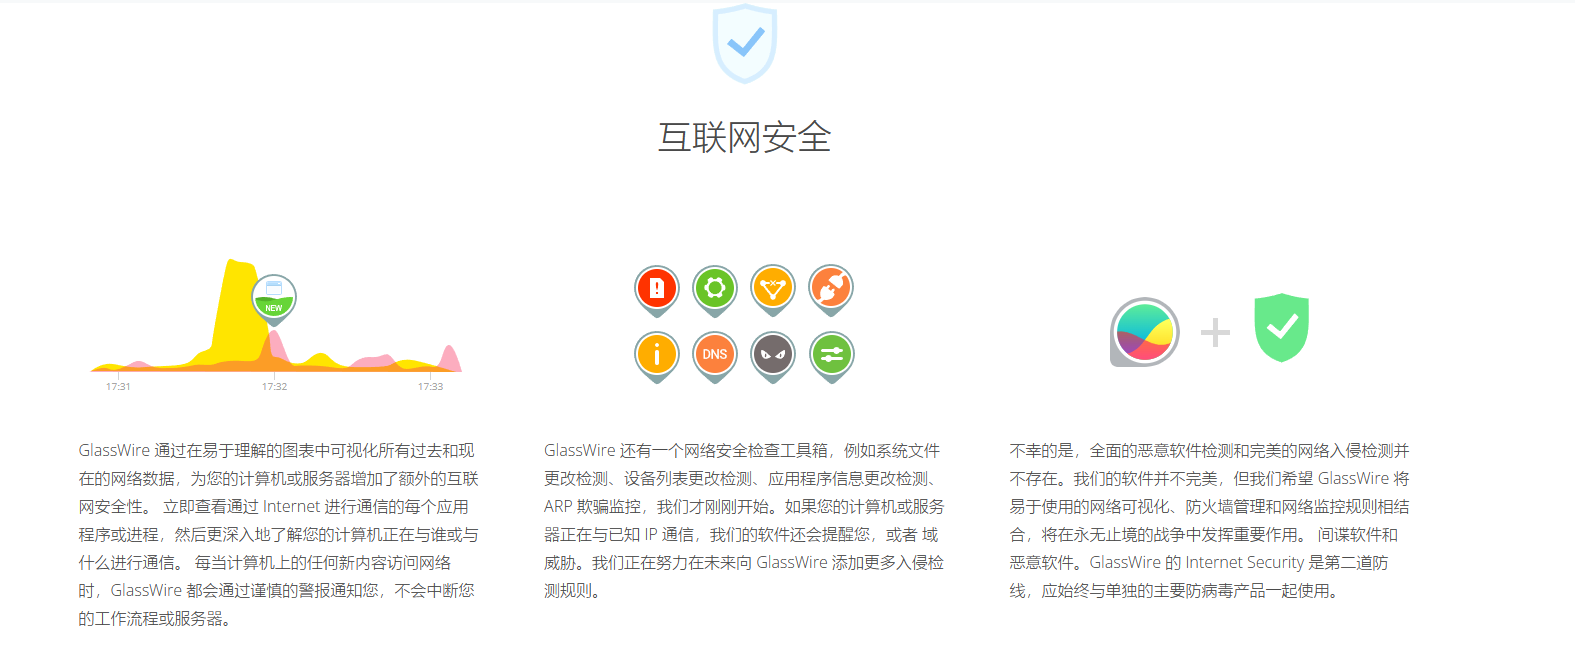 互联网安全
NEW
17:31
17:32
17:33
DNS
GlassWire 通过在易于理解的图表中可视化所有过去和现
在的网络数据，为您的计算机或服务器增加了额外的互联
网安全性。 立即查看通过 Internet 进行通信的每个应用
程序或进程，然后更深入地了解您的计算机正在与谁或与
什么进行通信。 每当计算机上的任何新内容访问网络
时，GlassWire 都会通过谨慎的警报通知您，不会中断您
的工作流程或服务器。
GlassWire 还有一个网络安全检查工具箱，例如系统文件
更改检测、设备列表更改检测、应用程序信息更改检测、
ARP 欺骗监控，我们才刚刚开始。如果您的计算机或服务
器正在与已知 IP 通信，我们的软件还会提醒您，或者 域
威胁。我们正在努力在未来向 GlassWire 添加更多入侵检
测规则。
不幸的是，全面的恶意软件检测和完美的网络入侵检测并
不存在。我们的软件并不完美，但我们希望 GlassWire 将
易于使用的网络可视化、防火墙管理和网络监控规则相结
合，将在永无止境的战争中发挥重要作用。 间谍软件和
恶意软件。GlassWire 的 Internet Security 是第二道防
线，应始终与单独的主要防病毒产品一起使用。